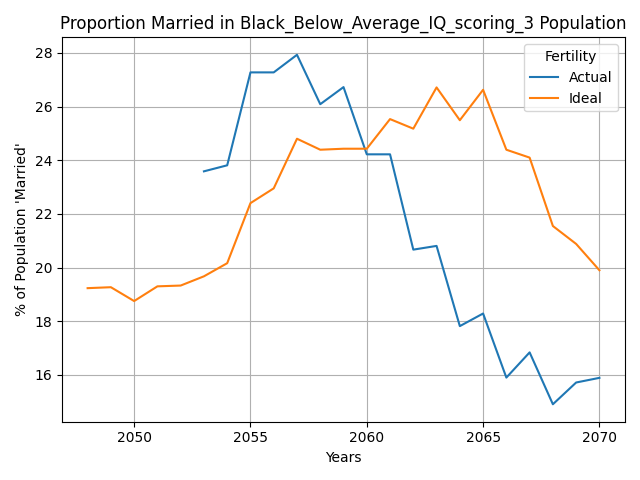 Proportion Married in Black_Below_Average_IQ_scoring_3 Population
Fertility
Actual
Ideal
% of Population 'Married'
28
26
24
22
20
18
16
2050
2055
2060
2065
2070
Years